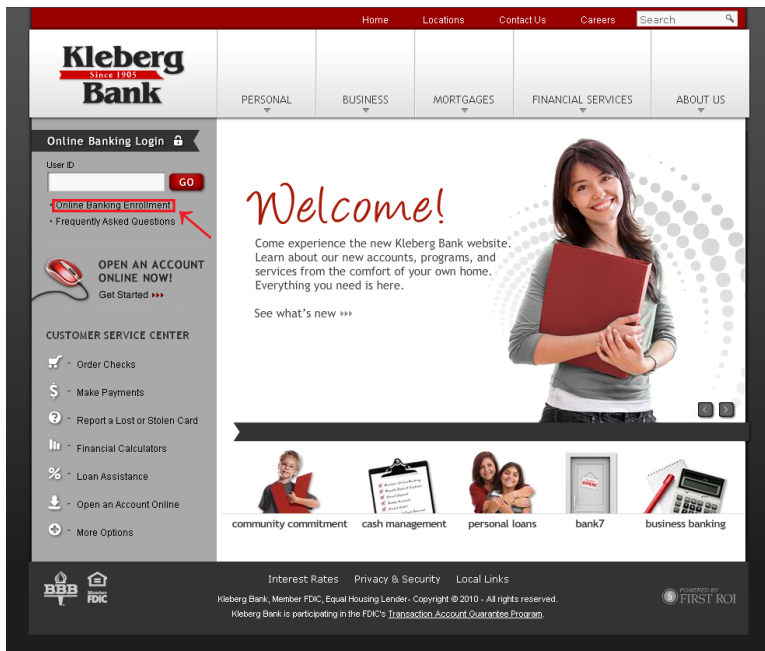 Home Locations Contact Us Careers Search
Kleberg
Since 1905
Bank
PERSONAL BUSINESS MORTGAGES FINANCIAL SERVICES ABOUT US
Online Banking Login
User ID
GO
· Online Banking Enrollment
· Frequently Asked Questions
OPEN AN ACCOUNT
ONLINE NOW!
Get Started
CUSTOMER SERVICE CENTER
- Order Checks
- Make Payments
- Report a Lost or Stolen Card
- Financial Calculators
- Loan Assistance
- Open an Account Online
- More Options
Welcome!
Come experience the new Kleberg Bank website.
Learn about our new accounts, programs, and
services from the comfort of your own home.
Everything you need is here.
See what's new
OPEN!
community commitment cash management personal loans bank7 business banking
BBB
Member
FDIC
Interest Rates Privacy & Security Local Links
Kleberg Bank, Member FDIC, Equal Housing Lender- Copyright © 2010 - All rights reserved.
Kleberg Bank is participating in the FDIC's Transaction Account Guarantee Program.
POWERED BY
FIRST ROI